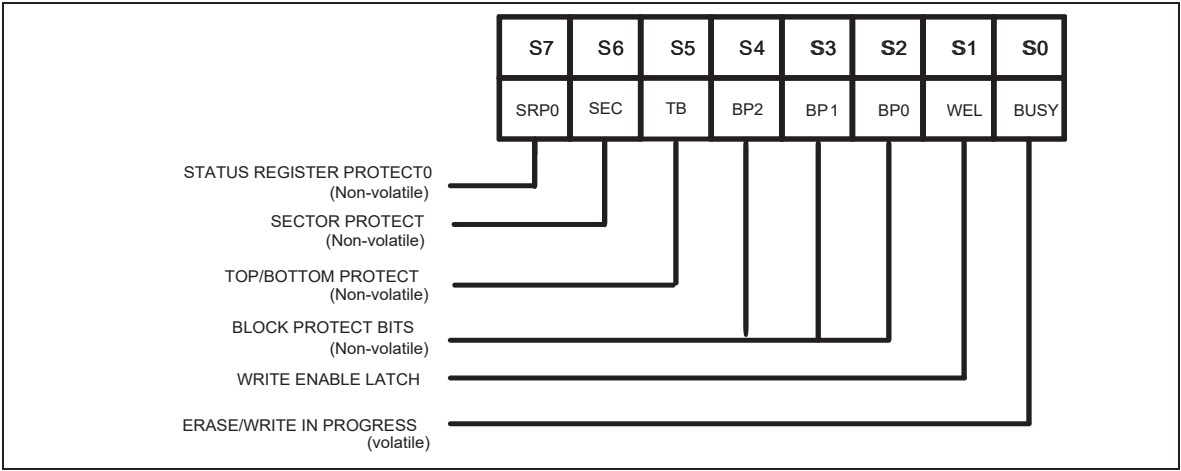 S7 S6 S5 S4 S3 S2 S1 S0
SRP0 SEC TB BP2 BP1 BP0 WEL BUSY
STATUS REGISTER PROTECT0
(Non-volatile)
SECTOR PROTECT
(Non-volatile)
TOP/BOTTOM PROTECT
(Non-volatile)
BLOCK PROTECT BITS
(Non-volatile)
WRITE ENABLE LATCH
ERASE/WRITE IN PROGRESS
(volatile)